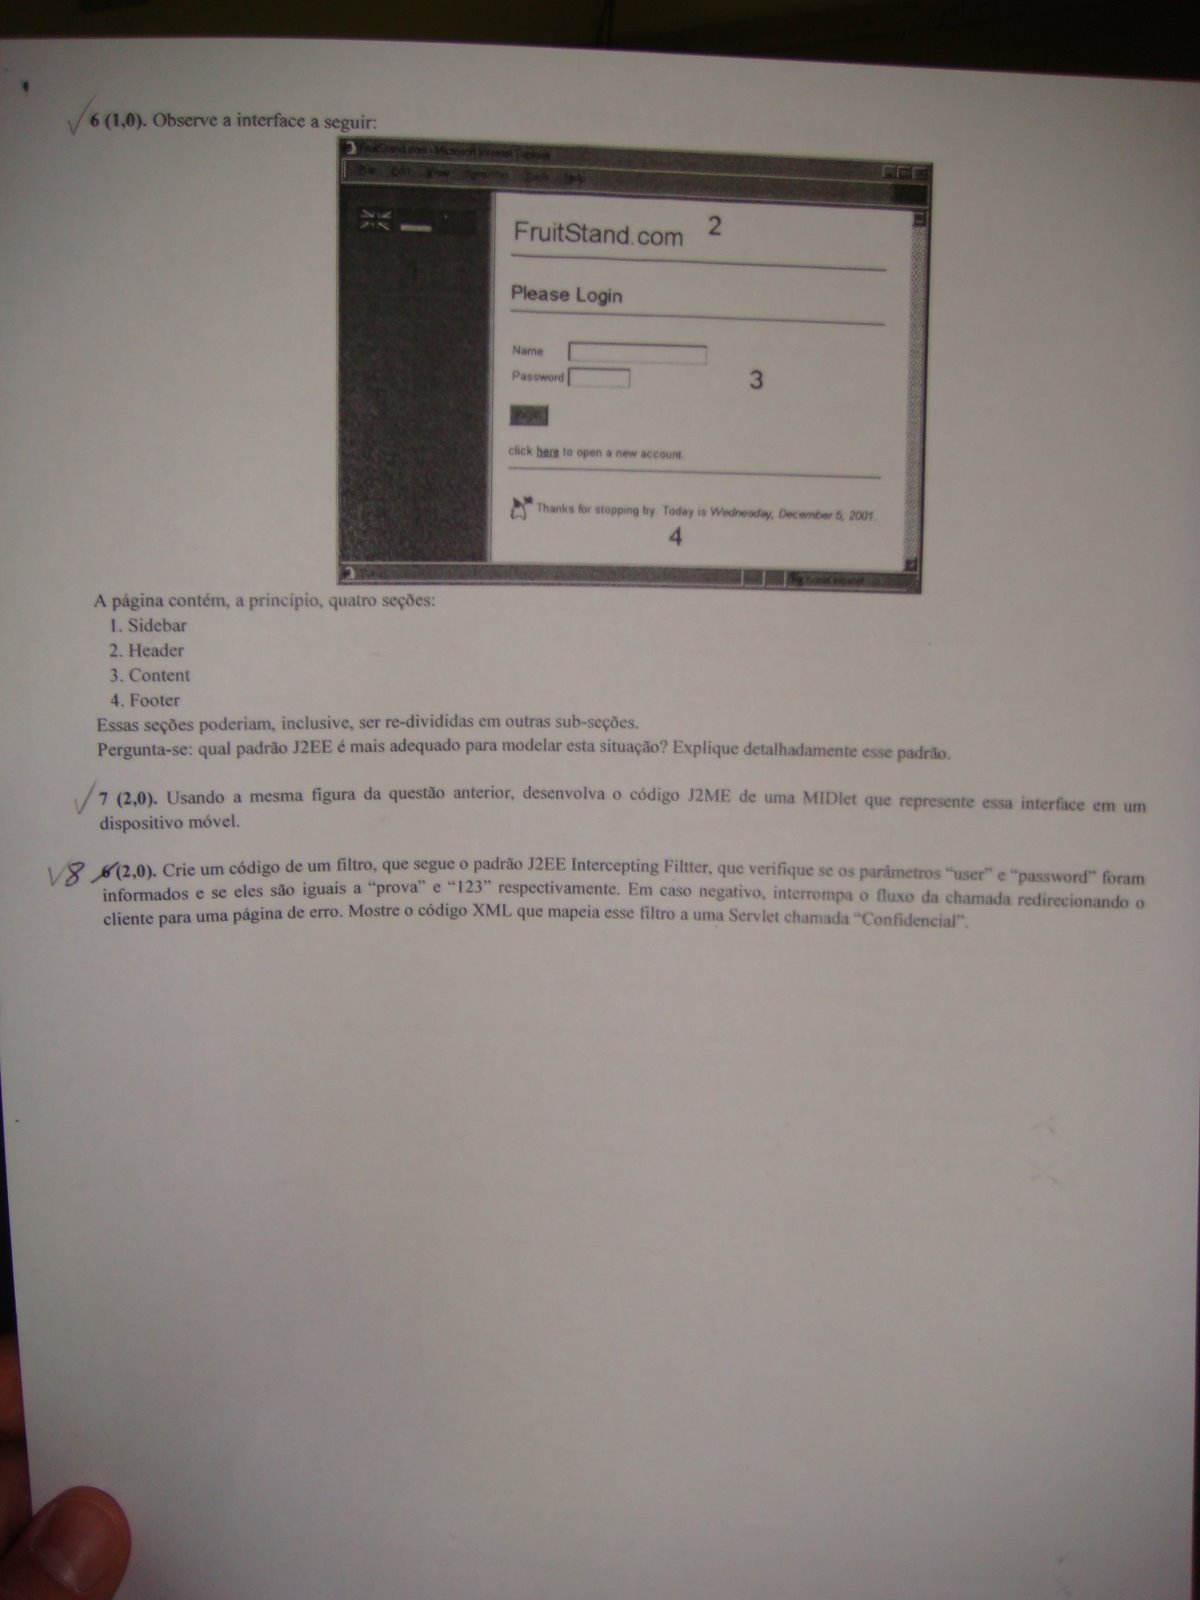 √ 6 (1,0). Observe a interface a seguir:
FruitStand.com - Microsoft Internet Explorer
FruitStand.com 2
Please Login
Name
Password 3
login
click here to open a new account.
Thanks for stopping by. Today is Wednesday, December 5, 2001.
4
A página contém, a princípio, quatro seções:
1. Sidebar
2. Header
3. Content
4. Footer
Essas seções poderiam, inclusive, ser re-divididas em outras sub-seções.
Pergunta-se: qual padrão J2EE é mais adequado para modelar esta situação? Explique detalhadamente esse padrão.
√ 7 (2,0). Usando a mesma figura da questão anterior, desenvolva o código J2ME de uma MIDlet que represente essa interface em um
dispositivo móvel.
√8 6 (2,0). Crie um código de um filtro, que segue o padrão J2EE Intercepting Filtter, que verifique se os parâmetros “user” e “password” foram
informados e se eles são iguais a “prova” e “123” respectivamente. Em caso negativo, interrompa o fluxo da chamada redirecionando o
cliente para uma página de erro. Mostre o código XML que mapeia esse filtro a uma Servlet chamada “Confidencial”.